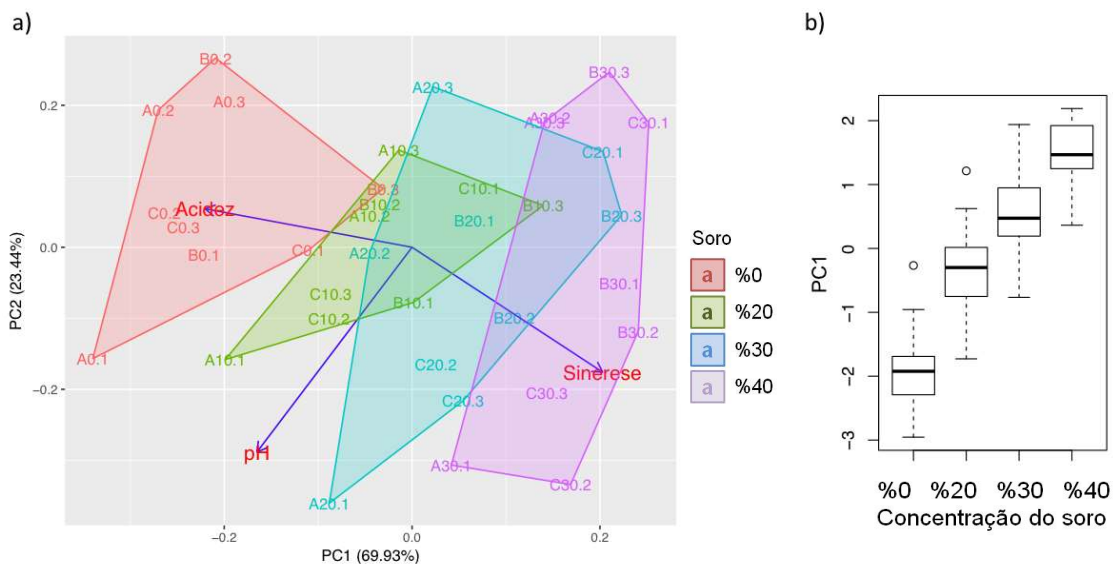 a)
b)
B0.2
A0.2
A0.3
A20.3
B30.3
A30.2
A30.3
C30.1
A10.3
C20.1
B0.3
C10.1
C0.2
Acidoz
B10.2
A10.2
B10.3
C0.3
B20.1
B20.3
B0.1
C0.1
A20.2
B30.1
C10.3
B10.1
C10.2
B20.2
B30.2
A0.1
A10.1
C20.2
Sinerese
C20.3
C30.3
pH
A30.1
C30.2
A20.1
0.2
0.0
−0.2
PC2 (23.44%)
−0.2
0.0
0.2
PC1 (69.93%)
Soro
a %0
a %20
a %30
a %40
2
1
0
−1
−2
−3
PC1
%0 %20 %30 %40
Concentração do soro